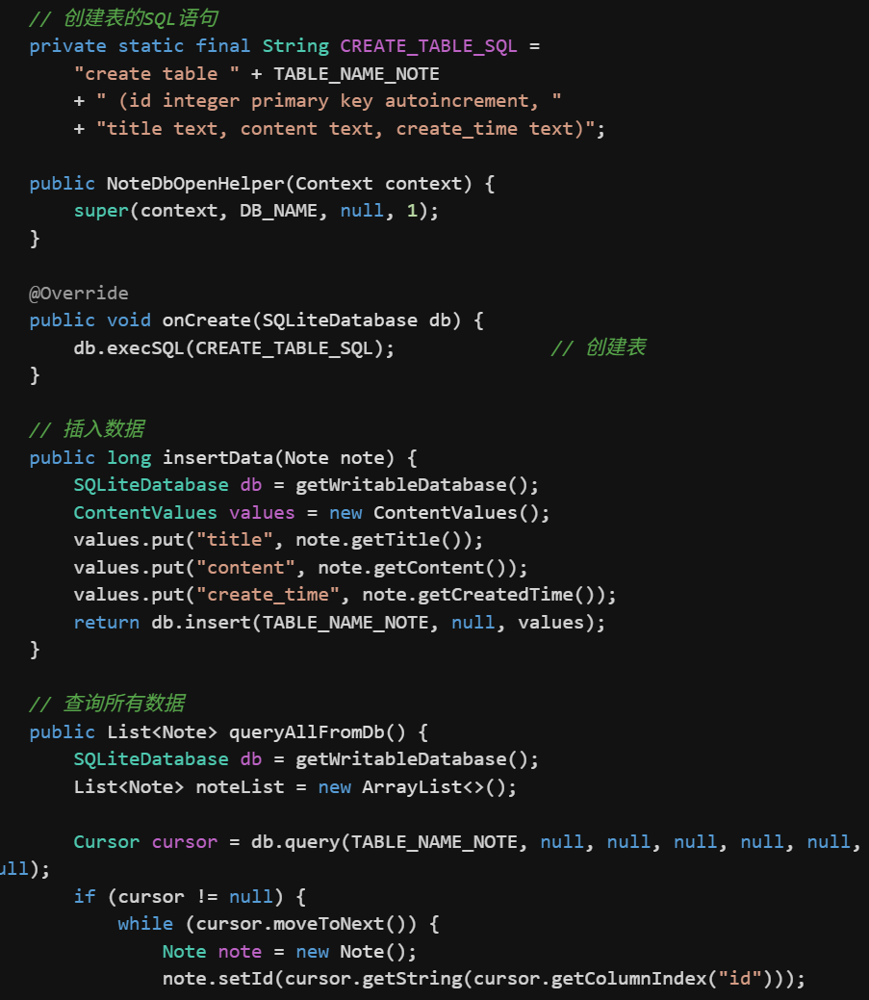 // 创建表的SQL语句
private static final String CREATE_TABLE_SQL =
    "create table " + TABLE_NAME_NOTE
    + " (id integer primary key autoincrement, "
    + "title text, content text, create_time text)";
public NoteDbOpenHelper(Context context) {
    super(context, DB_NAME, null, 1);
}
@Override
public void onCreate(SQLiteDatabase db) {
    db.execSQL(CREATE_TABLE_SQL);              // 创建表
}
// 插入数据
public long insertData(Note note) {
    SQLiteDatabase db = getWritableDatabase();
    ContentValues values = new ContentValues();
    values.put("title", note.getTitle());
    values.put("content", note.getContent());
    values.put("create_time", note.getCreatedTime());
    return db.insert(TABLE_NAME_NOTE, null, values);
}
// 查询所有数据
public List<Note> queryAllFromDb() {
    SQLiteDatabase db = getWritableDatabase();
    List<Note> noteList = new ArrayList<>();
    Cursor cursor = db.query(TABLE_NAME_NOTE, null, null, null, null, null,
ull);
    if (cursor != null) {
        while (cursor.moveToNext()) {
            Note note = new Note();
            note.setId(cursor.getString(cursor.getColumnIndex("id")));